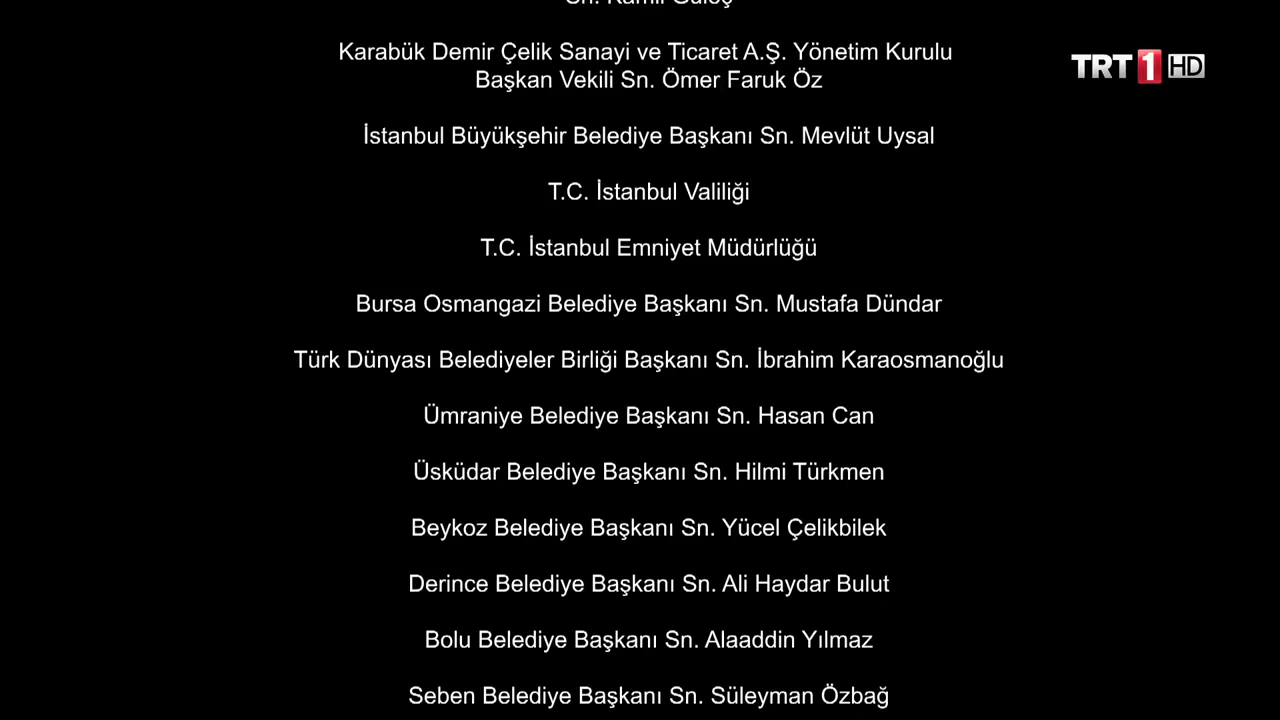 Sn. Kamil Güleç
Karabük Demir Çelik Sanayi ve Ticaret A.Ş. Yönetim Kurulu
Başkan Vekili Sn. Ömer Faruk Öz
TRT 1 HD
İstanbul Büyükşehir Belediye Başkanı Sn. Mevlüt Uysal
T.C. İstanbul Valiliği
T.C. İstanbul Emniyet Müdürlüğü
Bursa Osmangazi Belediye Başkanı Sn. Mustafa Dündar
Türk Dünyası Belediyeler Birliği Başkanı Sn. İbrahim Karaosmanoğlu
Ümraniye Belediye Başkanı Sn. Hasan Can
Üsküdar Belediye Başkanı Sn. Hilmi Türkmen
Beykoz Belediye Başkanı Sn. Yücel Çelikbilek
Derince Belediye Başkanı Sn. Ali Haydar Bulut
Bolu Belediye Başkanı Sn. Alaaddin Yılmaz
Seben Belediye Başkanı Sn. Süleyman Özbağ